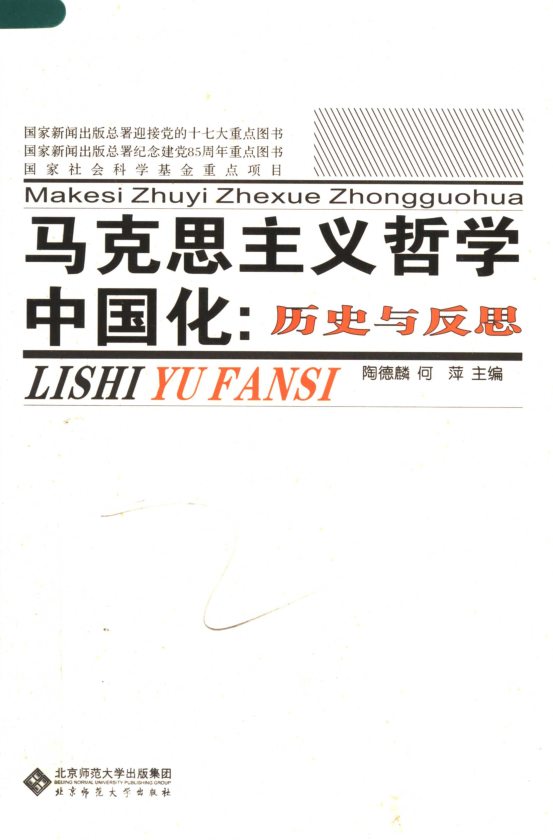 国家新闻出版总署迎接党的十七大重点图书
国家新闻出版总署纪念建党85周年重点图书
国家社会科学基金重点项目
Makesi Zhuyi Zhexue Zhongguohua
马克思主义哲学
中国化：历史与反思
LISHI YU FANSI
陶德麟 何 萍 主编
北京师范大学出版集团
BEIJING NORMAL UNIVERSITY PUBLISHING GROUP
北京师范大学出版社